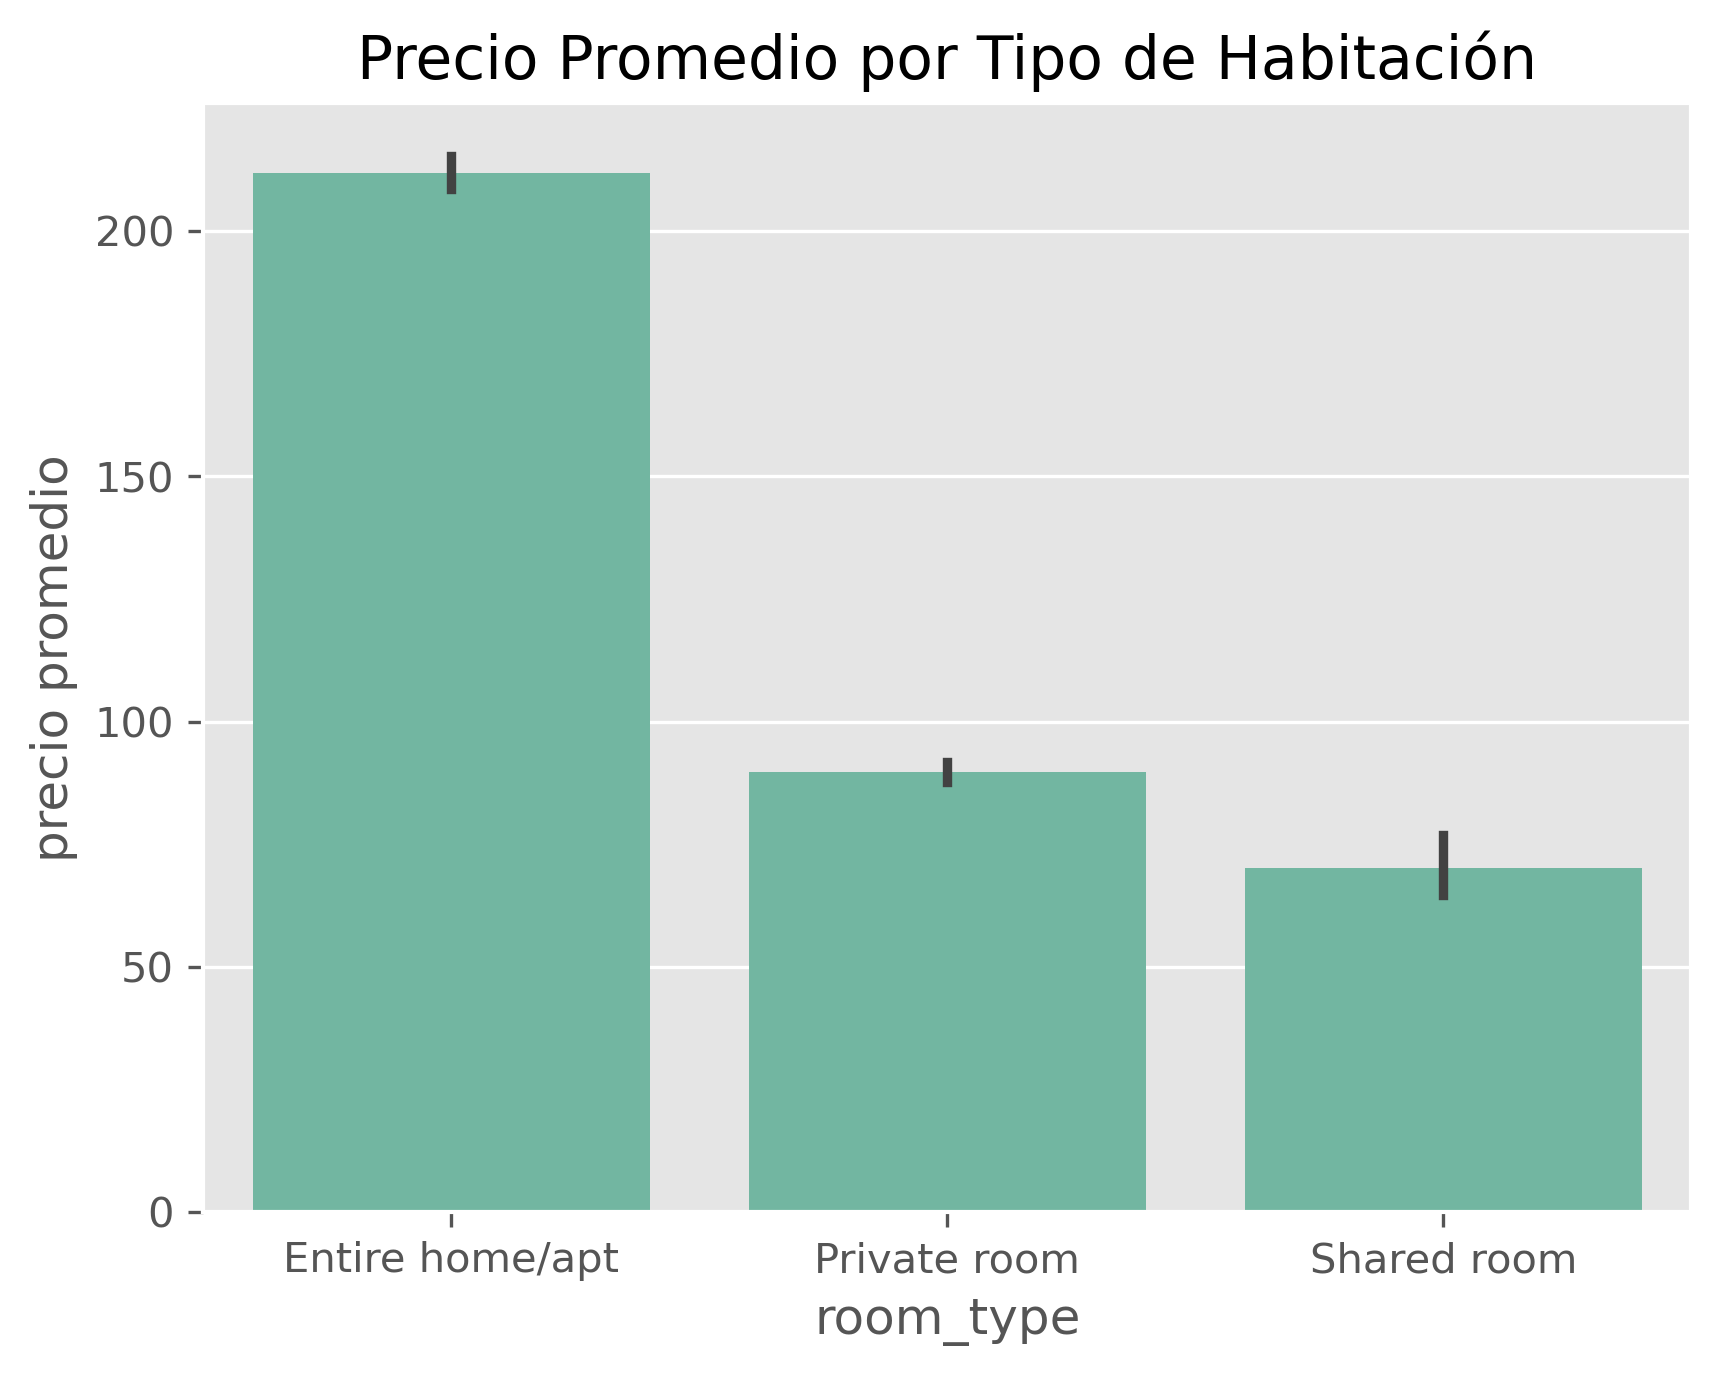 Precio Promedio por Tipo de Habitación
precio promedio
200
150
100
50
0
Entire home/apt
Private room
Shared room
room_type